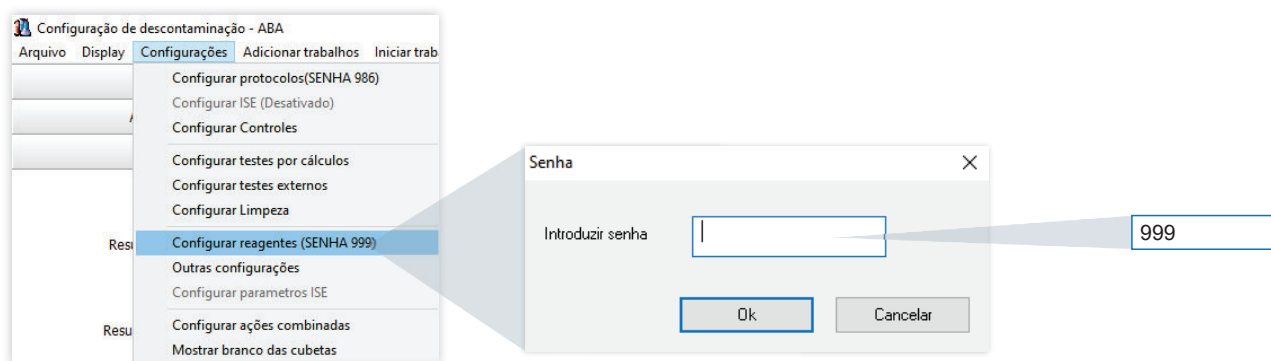 Configuração de descontaminação - ABA
Arquivo Display Configurações Adicionar trabalhos Iniciar trab
Configurar protocolos(SENHA 986)
Configurar ISE (Desativado)
Configurar Controles
Configurar testes por cálculos
Configurar testes externos
Configurar Limpeza
Resu Configurar reagentes (SENHA 999)
Outras configurações
Configurar parametros ISE
Resu Configurar ações combinadas
Mostrar branco das cubetas
Senha
Introduzir senha
Ok Cancelar
999